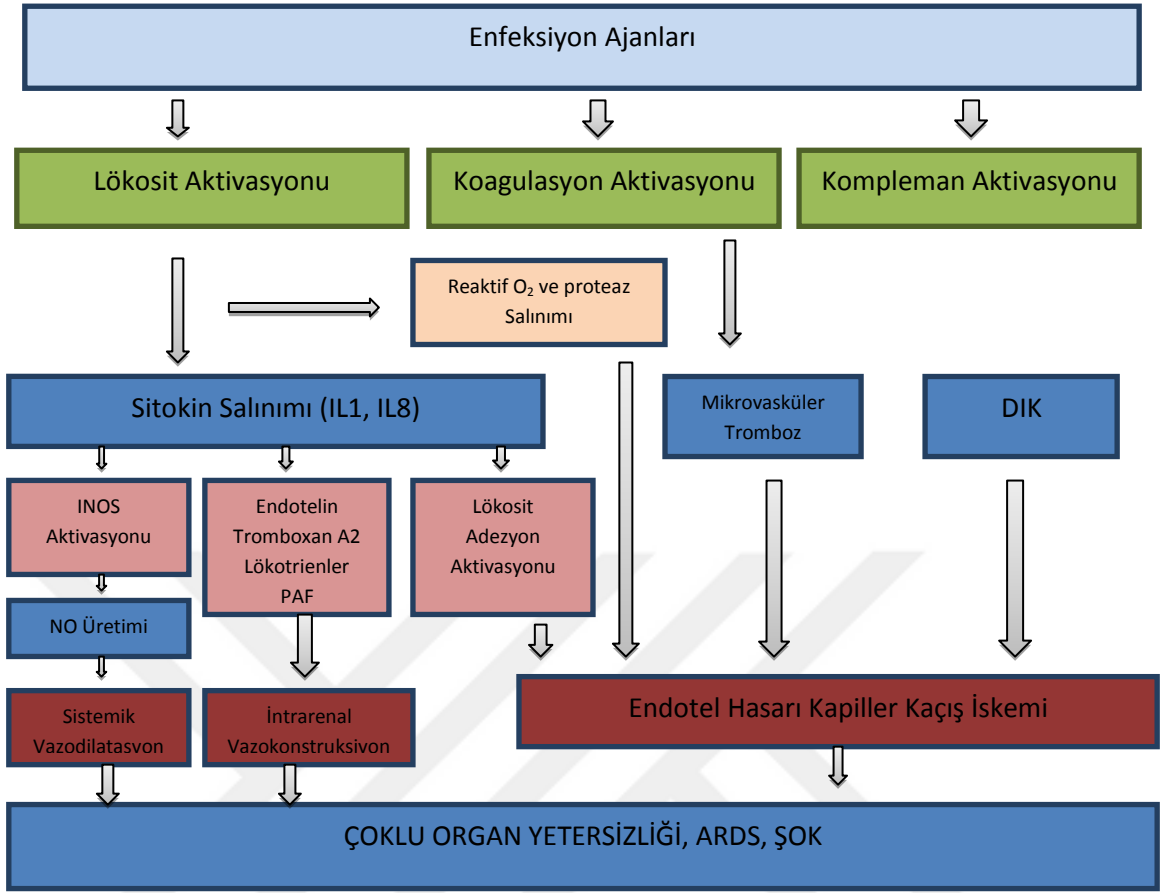 Enfeksiyon Ajanları
Lökosit Aktivasyonu
Koagulasyon Aktivasyonu
Kompleman Aktivasyonu
Reaktif O₂ ve proteaz
Salınımı
Sitokin Salınımı (IL1, IL8)
Mikrovasküler
Tromboz
DIK
INOS
Aktivasyonu
Endotelin
Tromboxan A2
Lökotrienler
PAF
Lökosit
Adezyon
Aktivasyonu
NO Üretimi
Sistemik
Vazodilatasvon
İntrarenal
Vazokonstruksivon
Endotel Hasarı Kapiller Kaçış İskemi
ÇOKLU ORGAN YETERSİZLİĞİ, ARDS, ŞOK